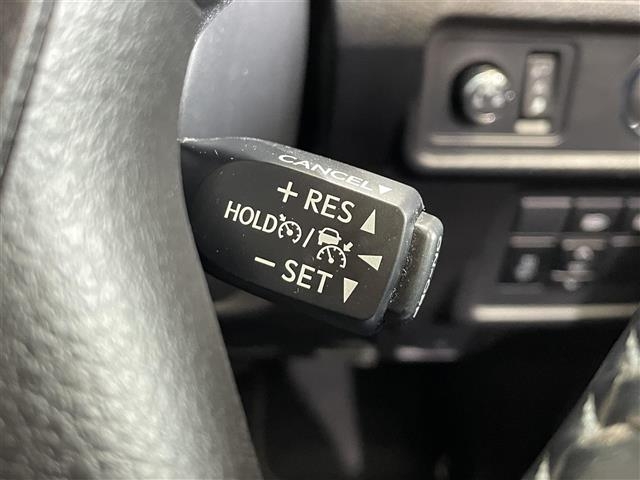 CANCEL▼
+ RES ▲
HOLD / ◀
− SET ▼